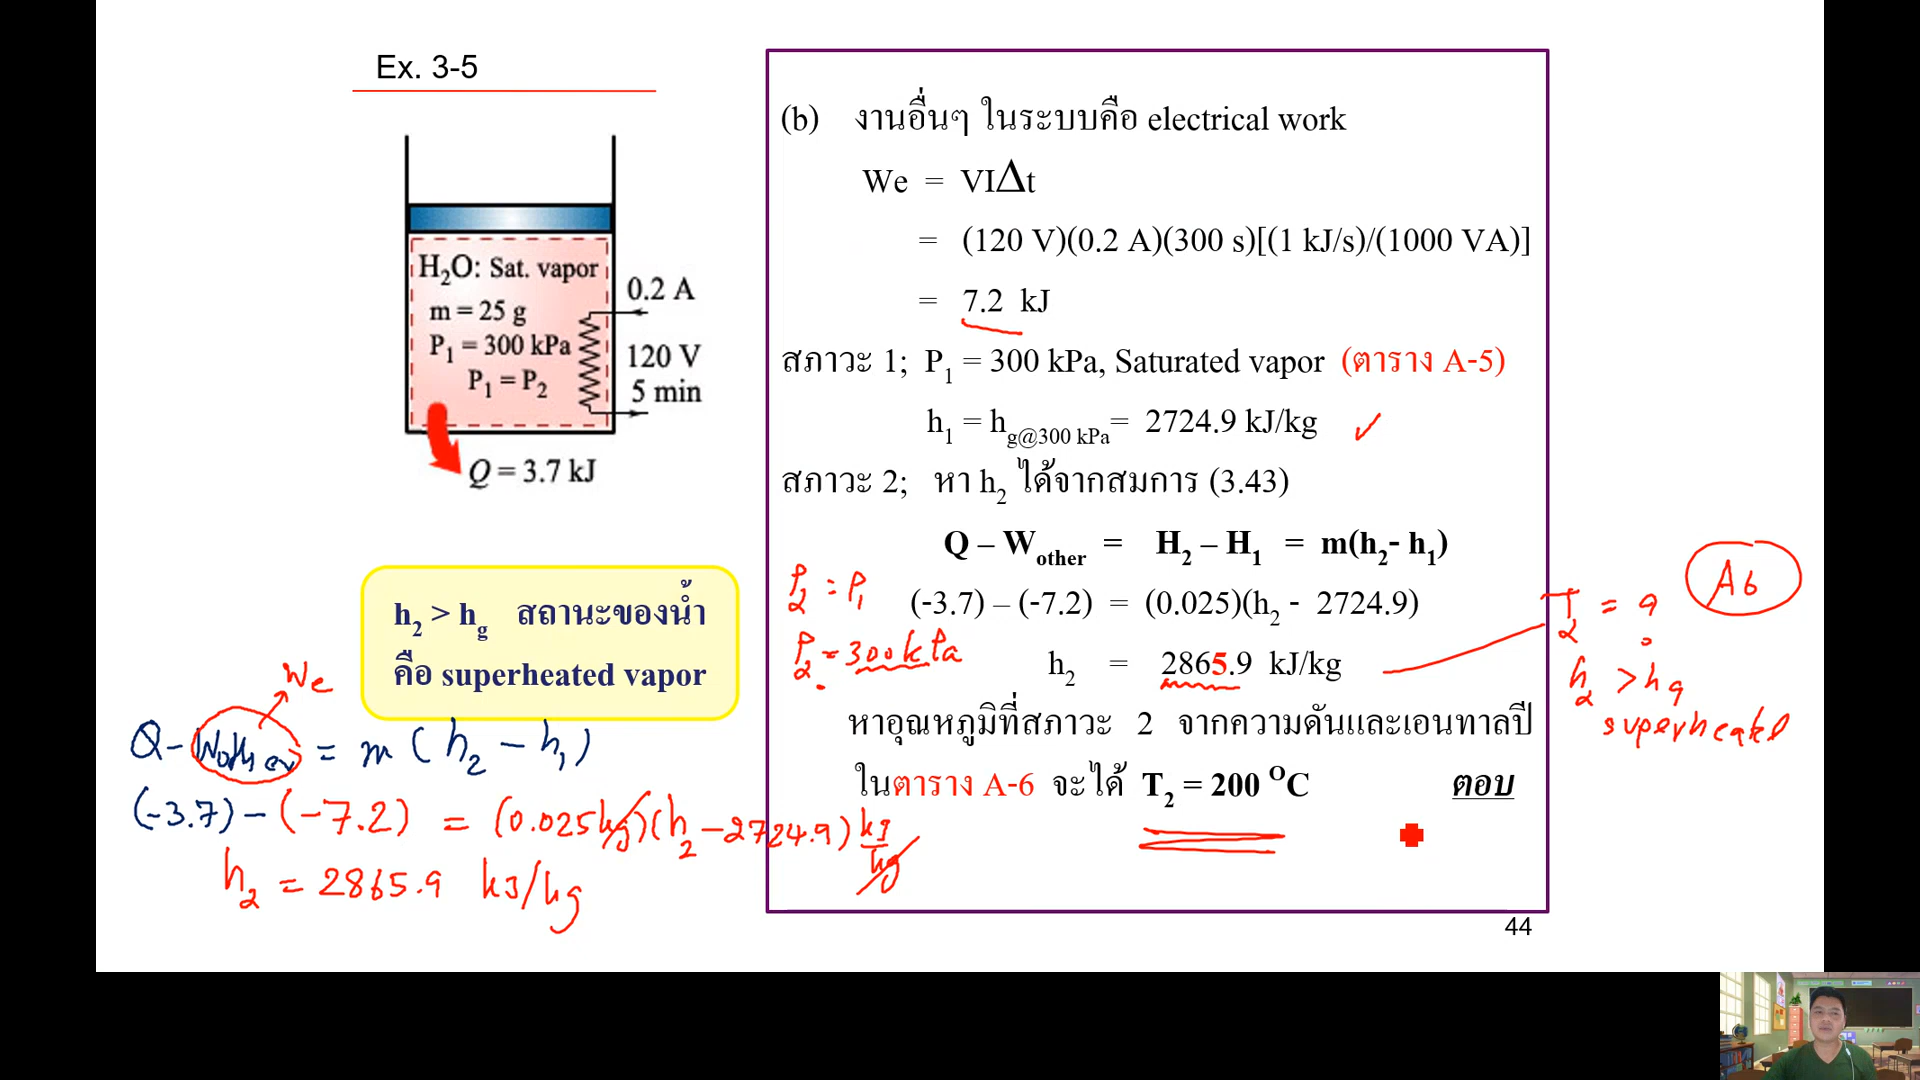 Ex. 3-5
H₂O: Sat. vapor
m = 25 g
P₁ = 300 kPa
P₁ = P₂
0.2 A
120 V
5 min
Q = 3.7 kJ
h₂ > h_g สถานะของน้ำ
คือ superheated vapor
We
Q - Wother = m (h₂ - h₁)
(-3.7) - (-7.2) = (0.025 kg)(h₂ - 2724.9) kJ/kg
h₂ = 2865.9 kJ/kg
(b) งานอื่นๆ ในระบบคือ electrical work
We = VIΔt
= (120 V)(0.2 A)(300 s)[(1 kJ/s)/(1000 VA)]
= 7.2 kJ
สภาวะ 1; P₁ = 300 kPa, Saturated vapor (ตาราง A-5)
h₁ = h_g@300 kPa = 2724.9 kJ/kg ✓
สภาวะ 2; หา h₂ ได้จากสมการ (3.43)
Q – W_other = H₂ – H₁ = m(h₂- h₁)
P₂ = P₁
(-3.7) – (-7.2) = (0.025)(h₂ - 2724.9)
P₂ = 300 kPa
h₂ = 2865.9 kJ/kg
หาอุณหภูมิที่สภาวะ 2 จากความดันและเอนทาลปี
ในตาราง A-6 จะได้ T₂ = 200 °C ตอบ
A6
T₂ = ?
h₂ > hg
superheated
44